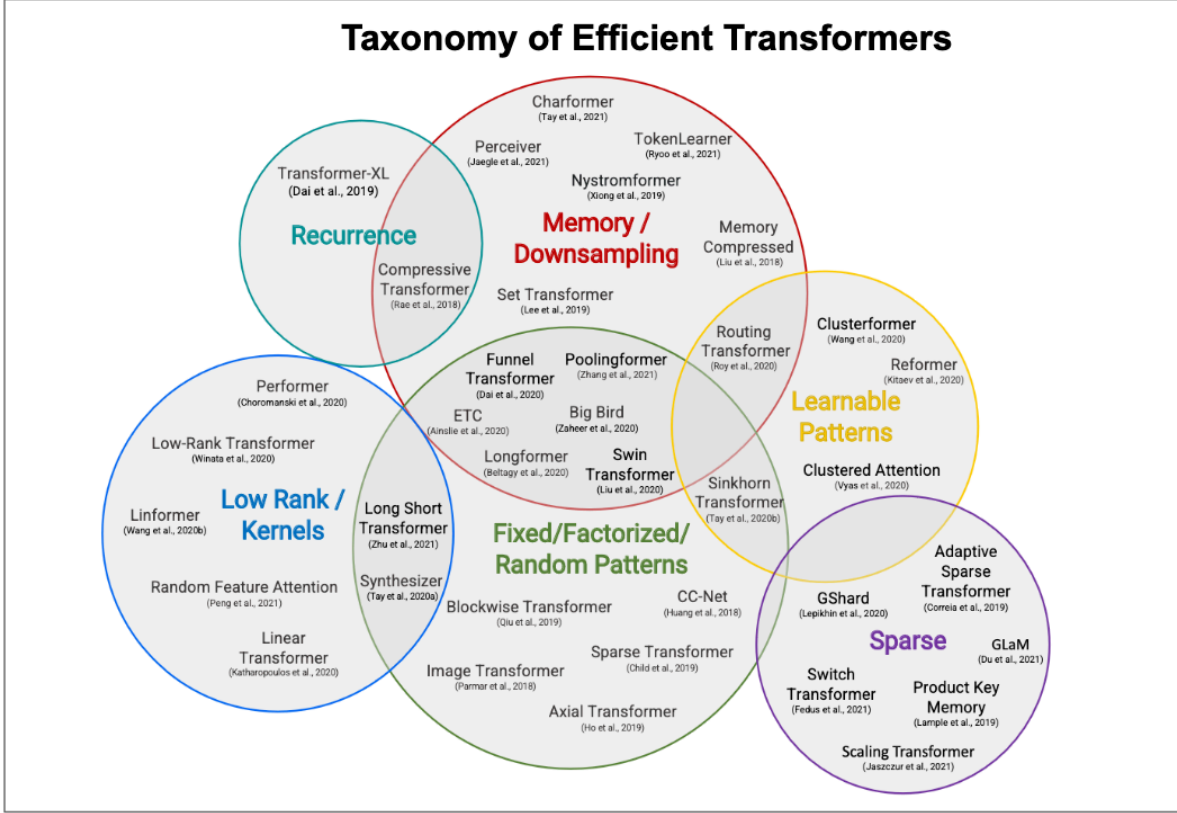 Taxonomy of Efficient Transformers
Charformer
(Tay et al., 2021)
TokenLearner
(Ryoo et al., 2021)
Perceiver
(Jaegle et al., 2021)
Transformer-XL
(Dai et al., 2019)
Nystromformer
(Xiong et al., 2019)
Memory /
Downsampling
Memory
Compressed
(Liu et al., 2018)
Recurrence
Compressive
Transformer
(Rae et al., 2018)
Set Transformer
(Lee et al., 2019)
Routing
Transformer
(Roy et al., 2020)
Clusterformer
(Wang et al., 2020)
Reformer
(Kitaev et al., 2020)
Learnable
Patterns
Funnel
Transformer
(Dai et al., 2020)
Poolingformer
(Zhang et al., 2021)
ETC
(Ainslie et al., 2020)
Big Bird
(Zaheer et al., 2020)
Longformer
(Beltagy et al., 2020)
Swin
Transformer
(Liu et al., 2020)
Performer
(Choromanski et al., 2020)
Low-Rank Transformer
(Winata et al., 2020)
Low Rank /
Kernels
Linformer
(Wang et al., 2020b)
Long Short
Transformer
(Zhu et al., 2021)
Clustered Attention
(Vyas et al., 2020)
Sinkhorn
Transformer
(Tay et al., 2020b)
Fixed/Factorized/
Random Patterns
Random Feature Attention
(Peng et al., 2021)
Synthesizer
(Tay et al., 2020a)
Linear
Transformer
(Katharopoulos et al., 2020)
Blockwise Transformer
(Qiu et al., 2019)
CC-Net
(Huang et al., 2018)
Sparse Transformer
(Child et al., 2019)
Image Transformer
(Parmar et al., 2018)
Axial Transformer
(Ho et al., 2019)
Adaptive
Sparse
Transformer
(Correia et al., 2019)
GShard
(Lepikhin et al., 2020)
Sparse
GLaM
(Du et al., 2021)
Switch
Transformer
(Fedus et al., 2021)
Product Key
Memory
(Lample et al., 2019)
Scaling Transformer
(Jaszczur et al., 2021)